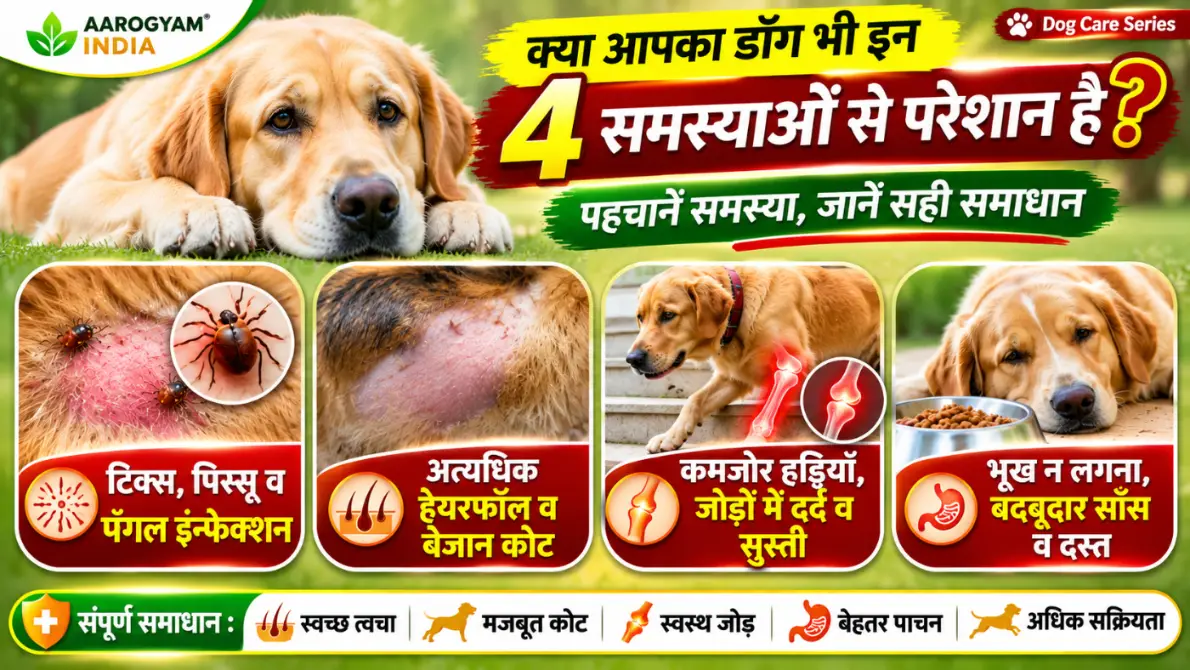 AAROGYAM®
INDIA
Dog Care Series
क्या आपका डॉग भी इन
4 समस्याओं से परेशान है?
पहचानें समस्या, जानें सही समाधान
टिक्स, पिस्सू व
पॅगल इंन्फेक्शन
अत्यधिक
हेयरफॉल व
बेजान कोट
कमजोर हड्डियाँ,
जोड़ों में दर्द व
सुस्ती
भूख न लगना,
बदबूदार साँस
व दस्त
संपूर्ण समाधान :
स्वच्छ त्वचा
मजबूत कोट
स्वस्थ जोड़
बेहतर पाचन
अधिक सक्रियता